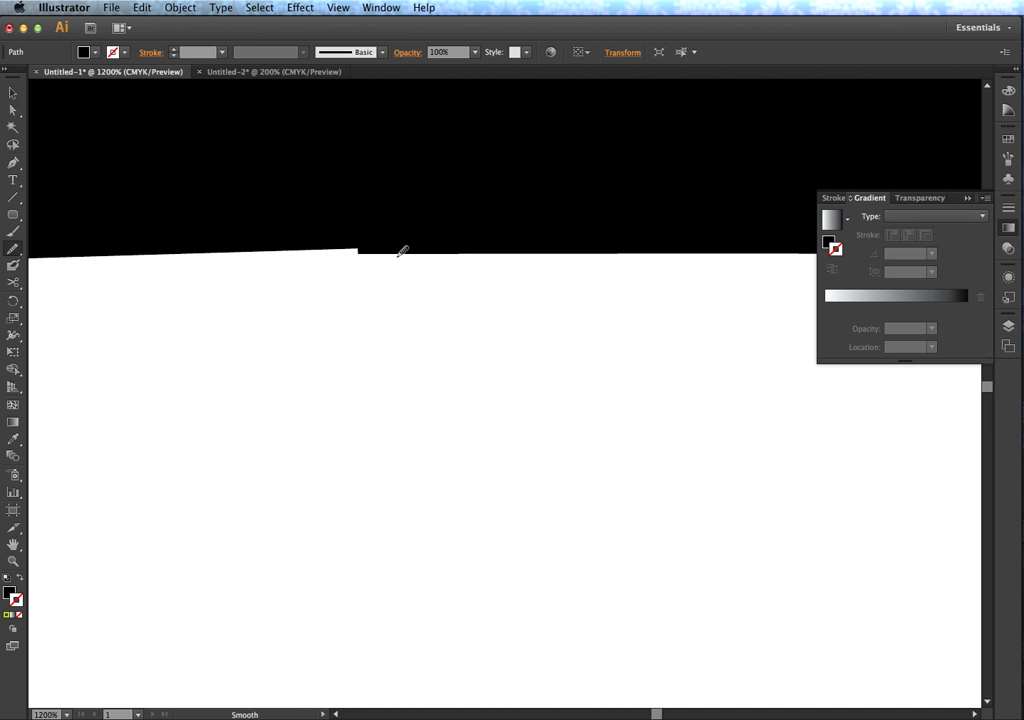 Illustrator File Edit Object Type Select Effect View Window Help
Ai Essentials
Path Stroke: Basic Opacity: 100% Style: Transform
× Untitled-1* @ 1200% (CMYK/Preview) × Untitled-2* @ 200% (CMYK/Preview)
Stroke Gradient Transparency
Type:
Stroke:
Opacity:
Location:
T
1200% 1 Smooth